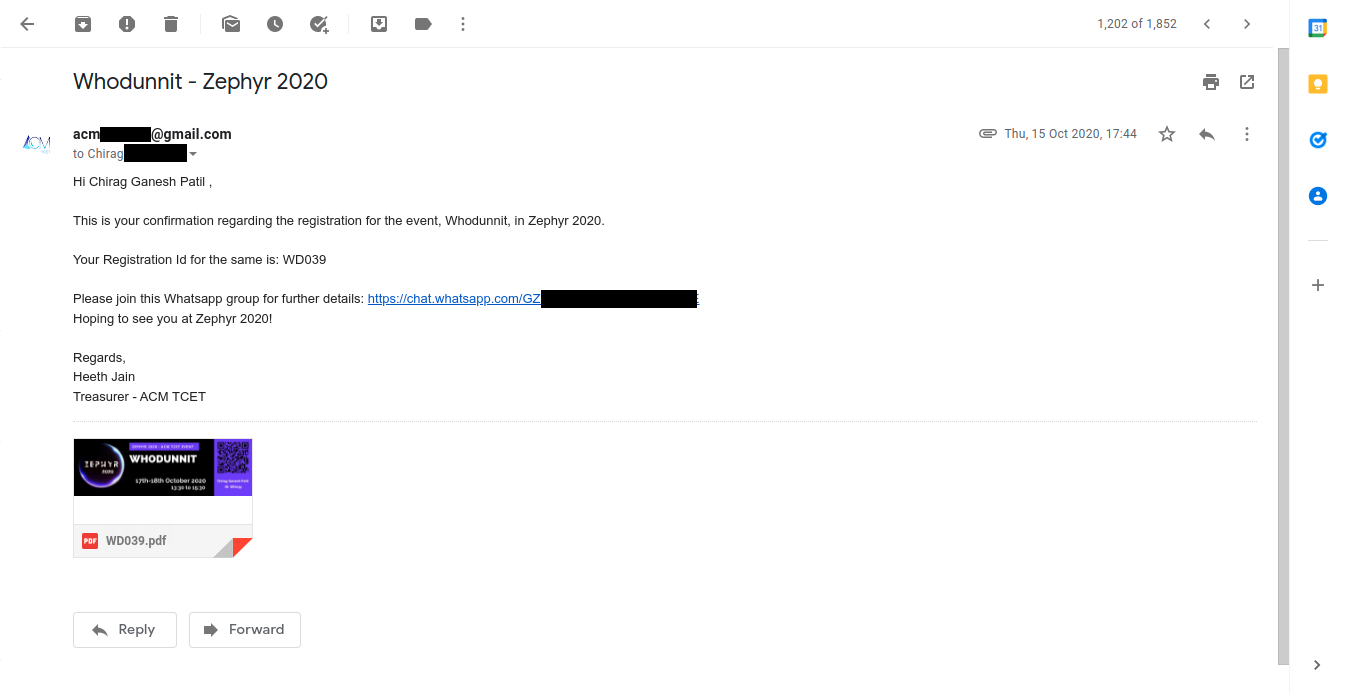 1,202 of 1,852
31
Whodunnit - Zephyr 2020
ACM
acm @gmail.com
Thu, 15 Oct 2020, 17:44
to Chirag
Hi Chirag Ganesh Patil ,
This is your confirmation regarding the registration for the event, Whodunnit, in Zephyr 2020.
Your Registration Id for the same is: WD039
Please join this Whatsapp group for further details: https://chat.whatsapp.com/GZ
Hoping to see you at Zephyr 2020!
Regards,
Heeth Jain
Treasurer - ACM TCET
ZEPHYR 2020 - ACM TCET EVENT
ZEPHYR
2020
WHODUNNIT
17th-18th October 2020
13:30 to 15:30
Chirag Ganesh Patil
PDF
WD039.pdf
Reply
Forward